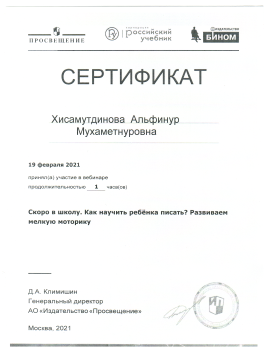 ПРОСВЕЩЕНИЕ
российский
учебник
БИНОМ
СЕРТИФИКАТ
Хисамутдинова Альфинур
Мухаметнуровна
19 февраля 2021
принял(а) участие в вебинаре
продолжительностью 1 часа(ов)
Скоро в школу. Как научить ребёнка писать? Развиваем
мелкую моторику
Д.А. Климишин
Генеральный директор
АО «Издательство «Просвещение»
Москва, 2021